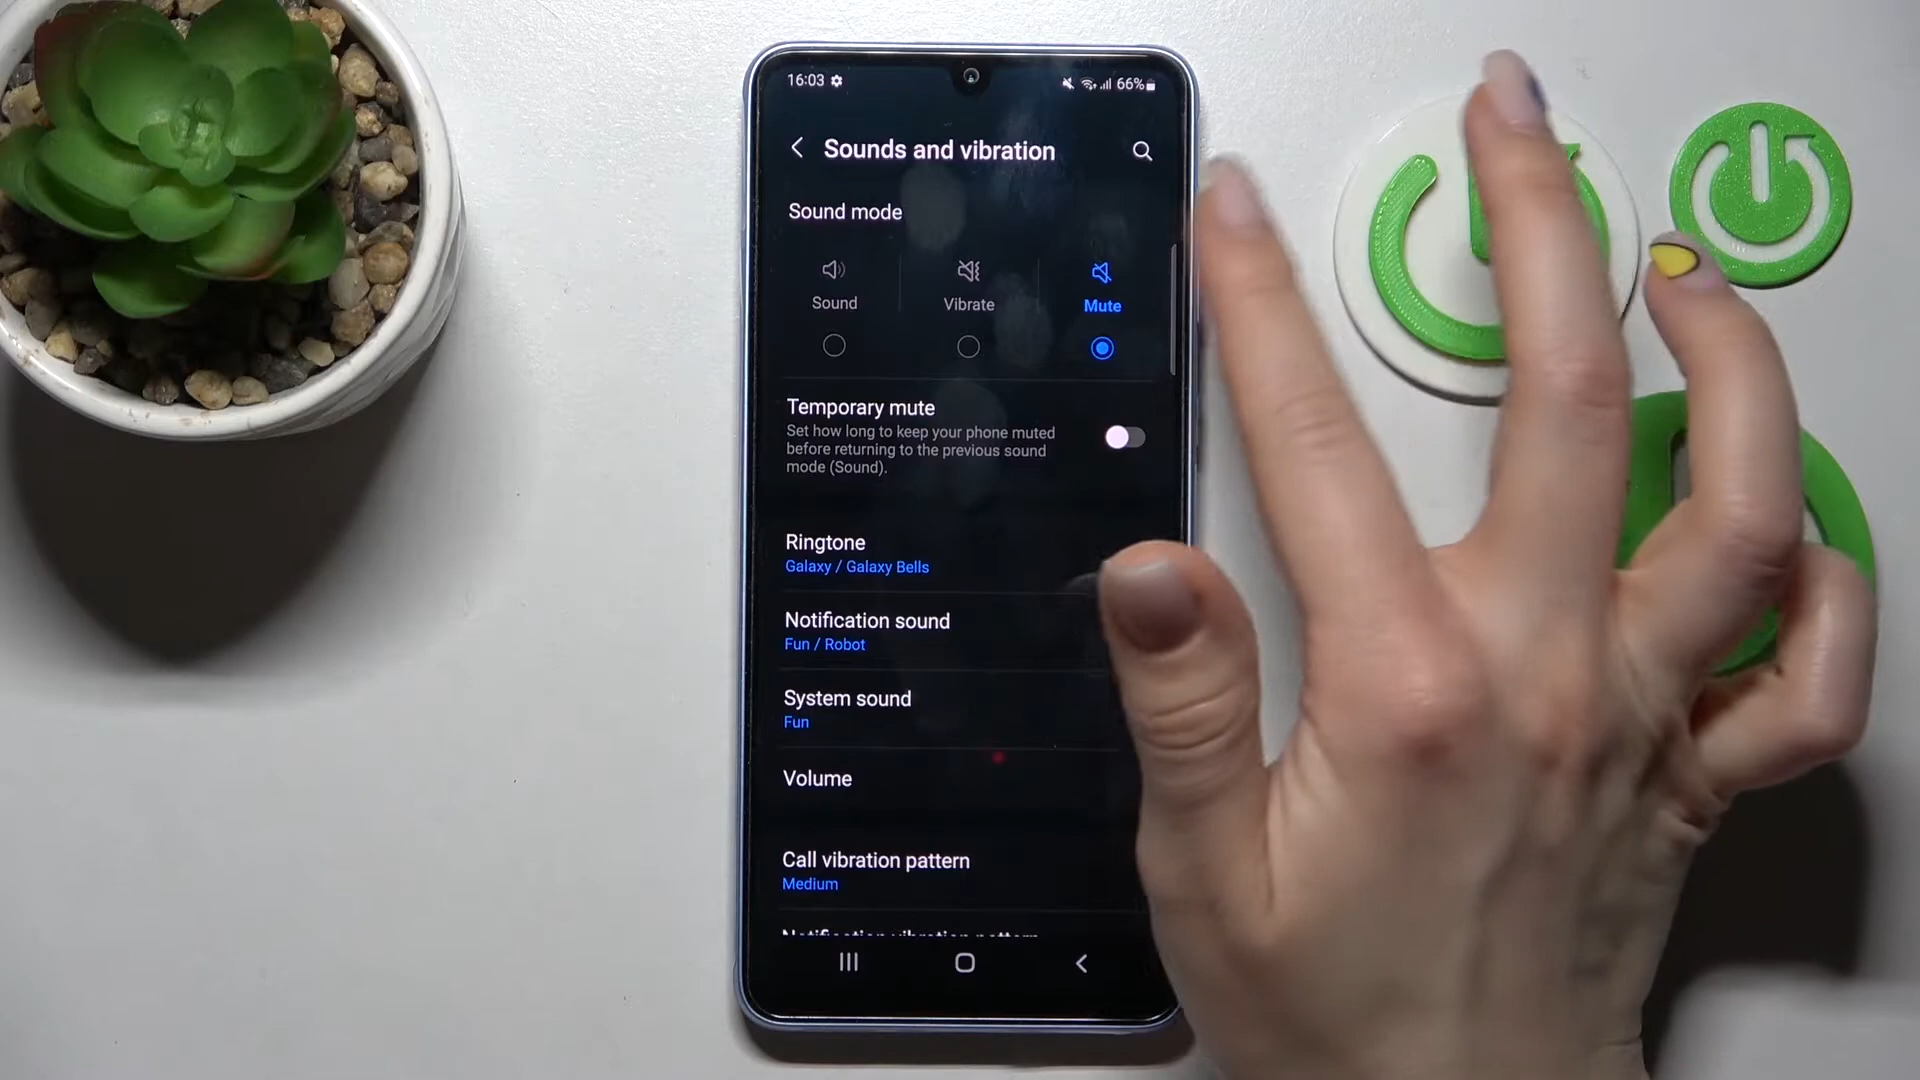 16:03
66%
Sounds and vibration
Sound mode
Sound
Vibrate
Mute
Temporary mute
Set how long to keep your phone muted
before returning to the previous sound
mode (Sound).
Ringtone
Galaxy / Galaxy Bells
Notification sound
Fun / Robot
System sound
Fun
Volume
Call vibration pattern
Medium
Notification vibration pattern